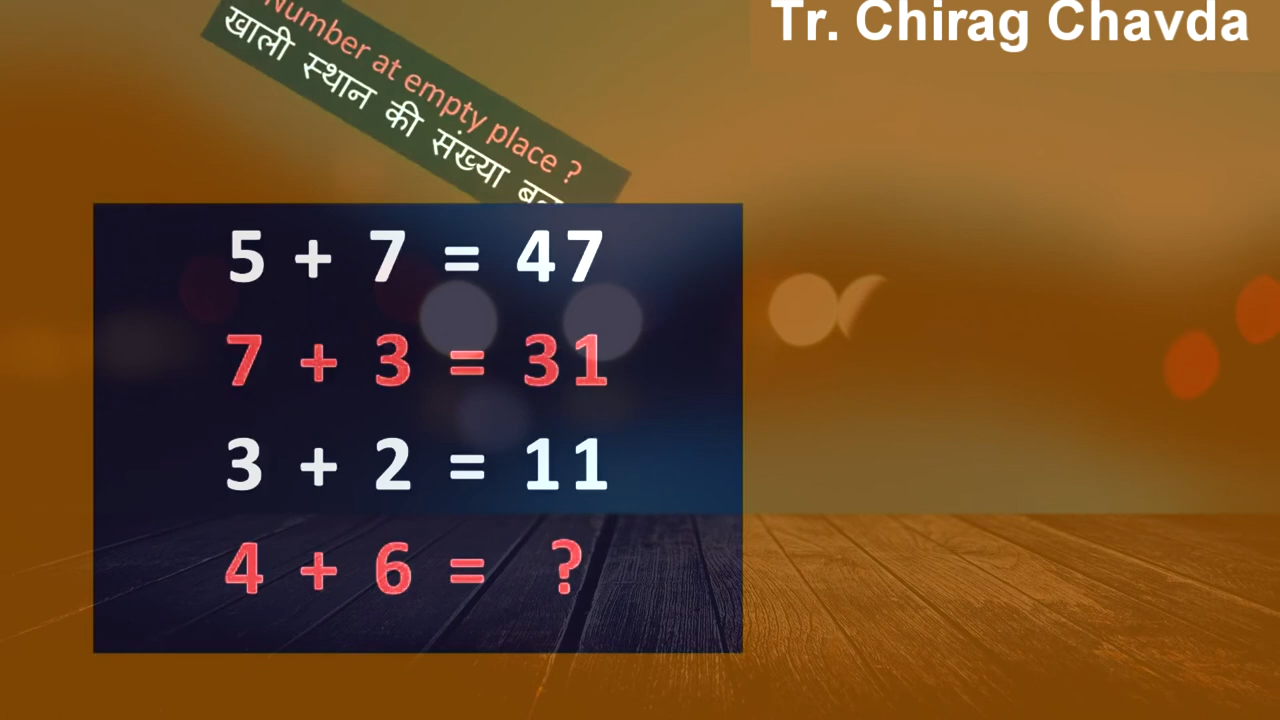 Tr. Chirag Chavda
Number at empty place ?
खाली स्थान की संख्या
5 + 7 = 47
7 + 3 = 31
3 + 2 = 11
4 + 6 = ?